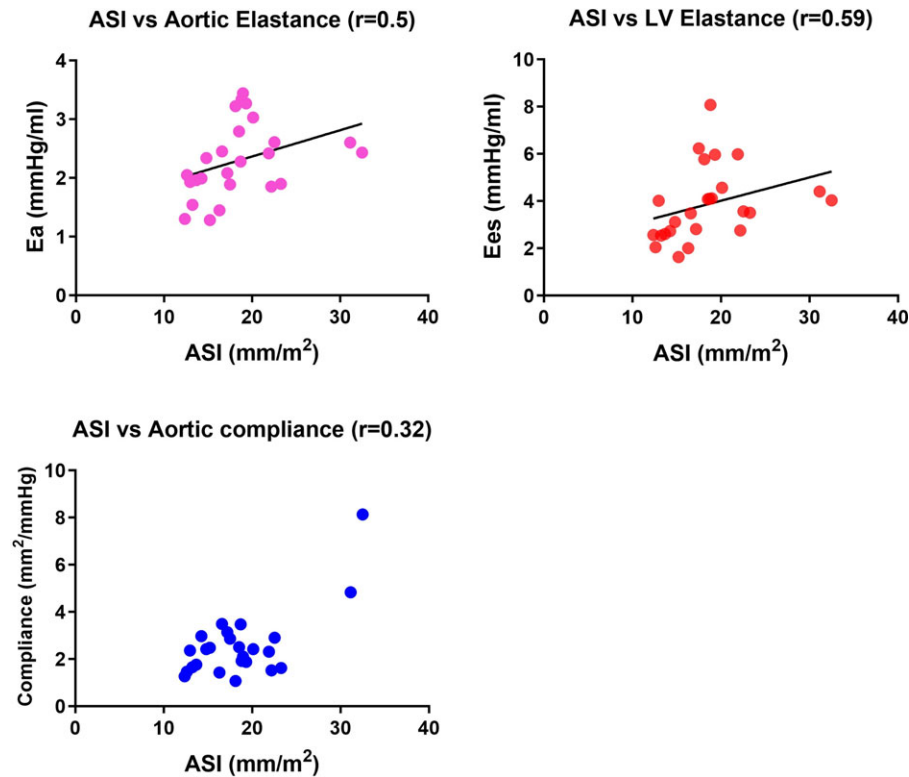 ASI vs Aortic Elastance (r=0.5)
Ea (mmHg/ml)
4
3
2
1
0
0 10 20 30 40
ASI (mm/m²)
ASI vs LV Elastance (r=0.59)
Ees (mmHg/ml)
10
8
6
4
2
0
0 10 20 30 40
ASI (mm/m²)
ASI vs Aortic compliance (r=0.32)
Compliance (mm²/mmHg)
10
8
6
4
2
0
0 10 20 30 40
ASI (mm/m²)